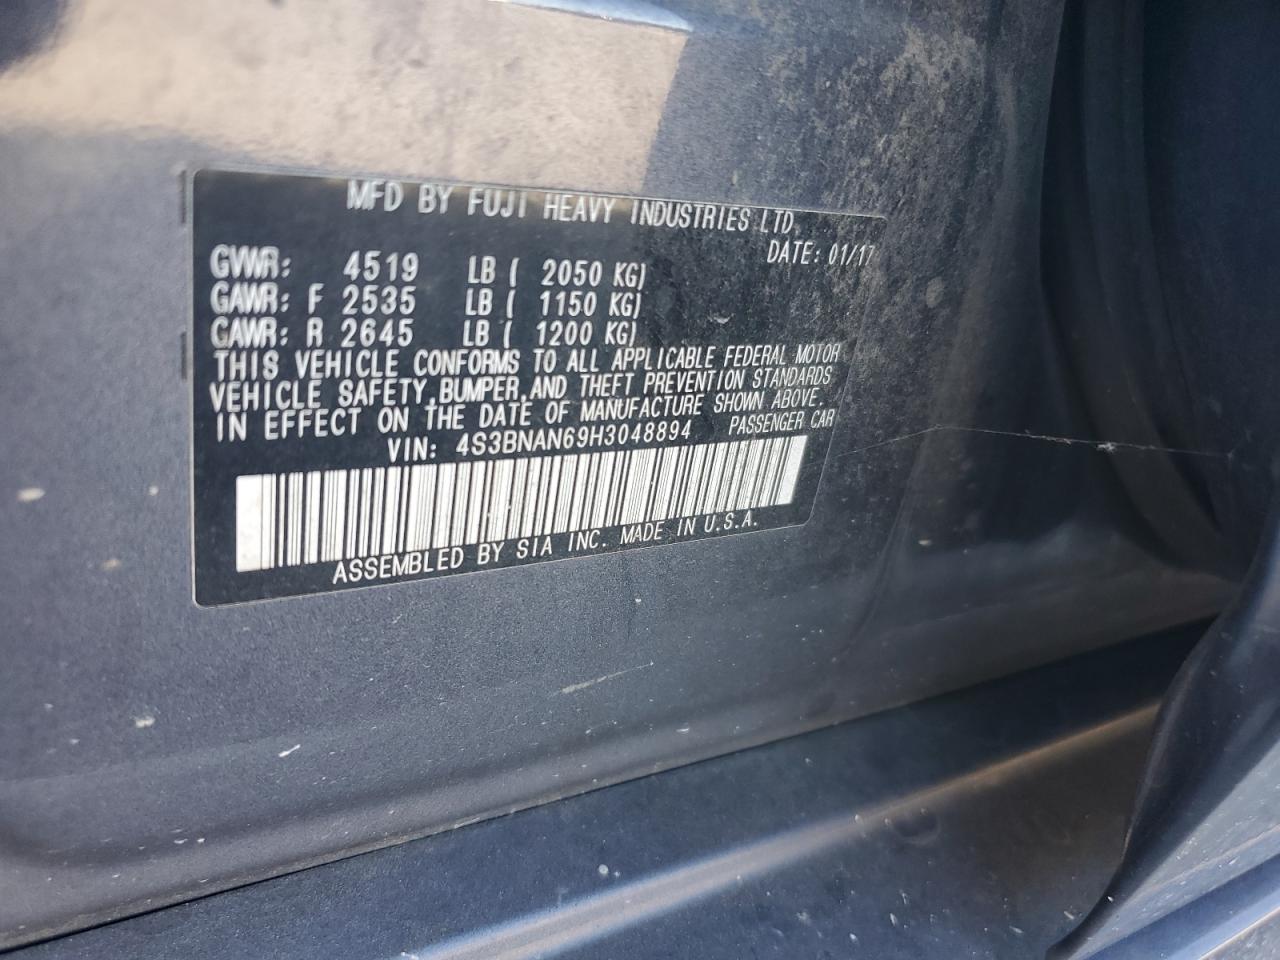 MFD BY FUJI HEAVY INDUSTRIES LTD.
DATE: 01/17
GVWR: 4519 LB ( 2050 KG)
GAWR: F 2535 LB ( 1150 KG)
GAWR: R 2645 LB ( 1200 KG)
THIS VEHICLE CONFORMS TO ALL APPLICABLE FEDERAL MOTOR
VEHICLE SAFETY, BUMPER, AND THEFT PREVENTION STANDARDS
IN EFFECT ON THE DATE OF MANUFACTURE SHOWN ABOVE.
VIN: 4S3BNAN69H3048894 PASSENGER CAR
ASSEMBLED BY SIA INC. MADE IN U.S.A.